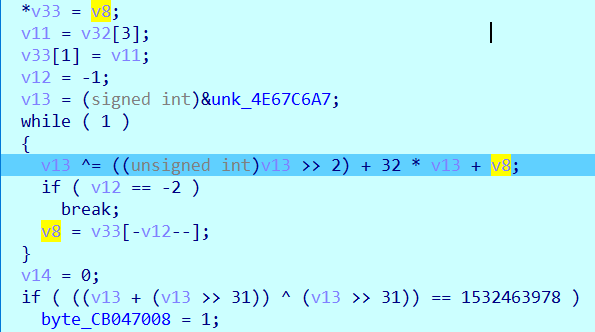 *v33 = v8;
v11 = v32[3];
v33[1] = v11;
v12 = -1;
v13 = (signed int)&unk_4E67C6A7;
while ( 1 )
{
v13 ^= ((unsigned int)v13 >> 2) + 32 * v13 + v8;
if ( v12 == -2 )
break;
v8 = v33[-v12--];
}
v14 = 0;
if ( ((v13 + (v13 >> 31)) ^ (v13 >> 31)) == 1532463978 )
byte_CB047008 = 1;